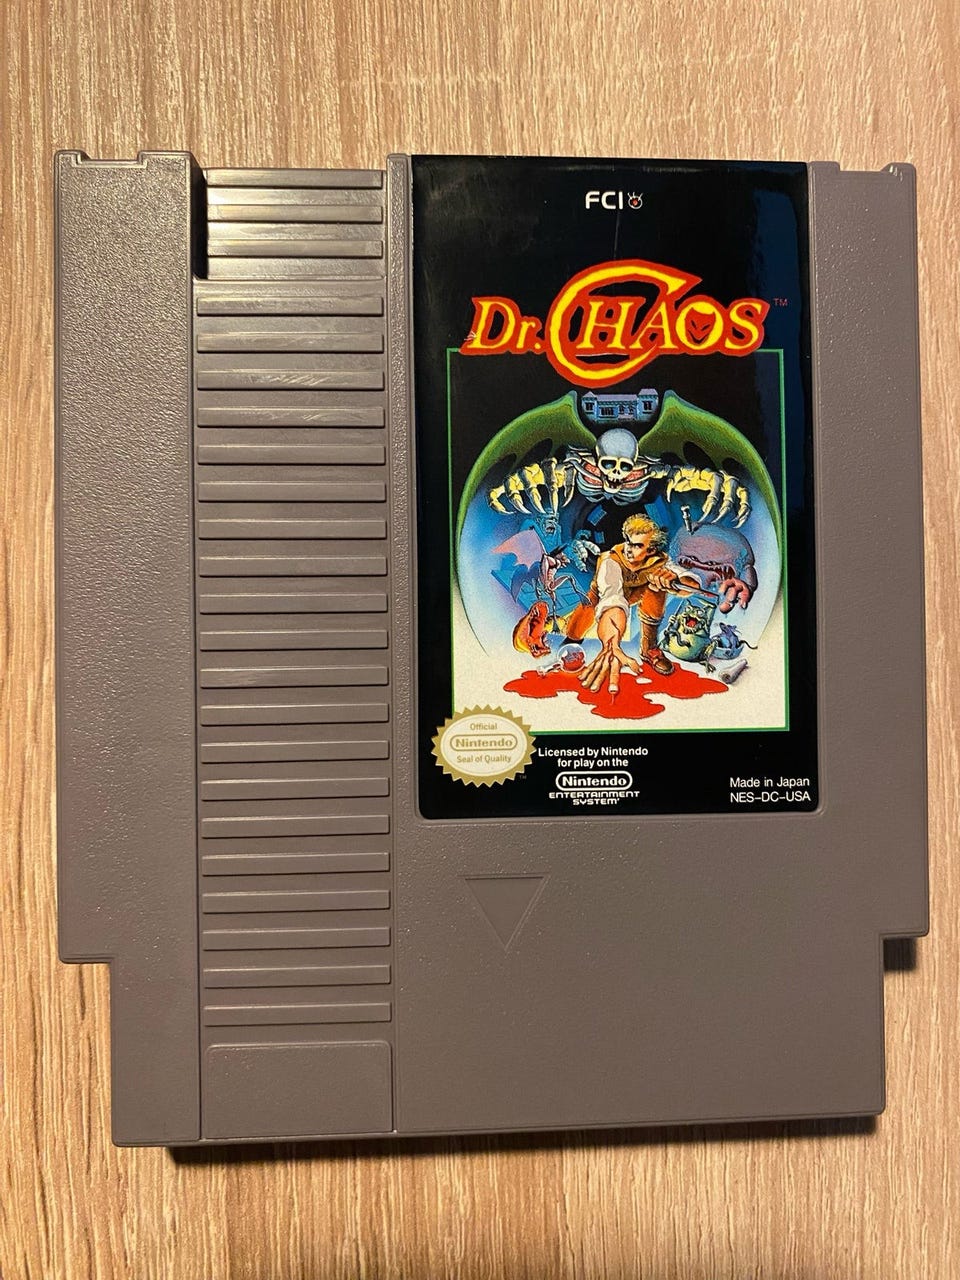 FCI
Dr. CHAOS TM
Official
Nintendo
Seal of Quality
TM
Licensed by Nintendo
for play on the
Nintendo
ENTERTAINMENT
SYSTEM
Made in Japan
NES-DC-USA